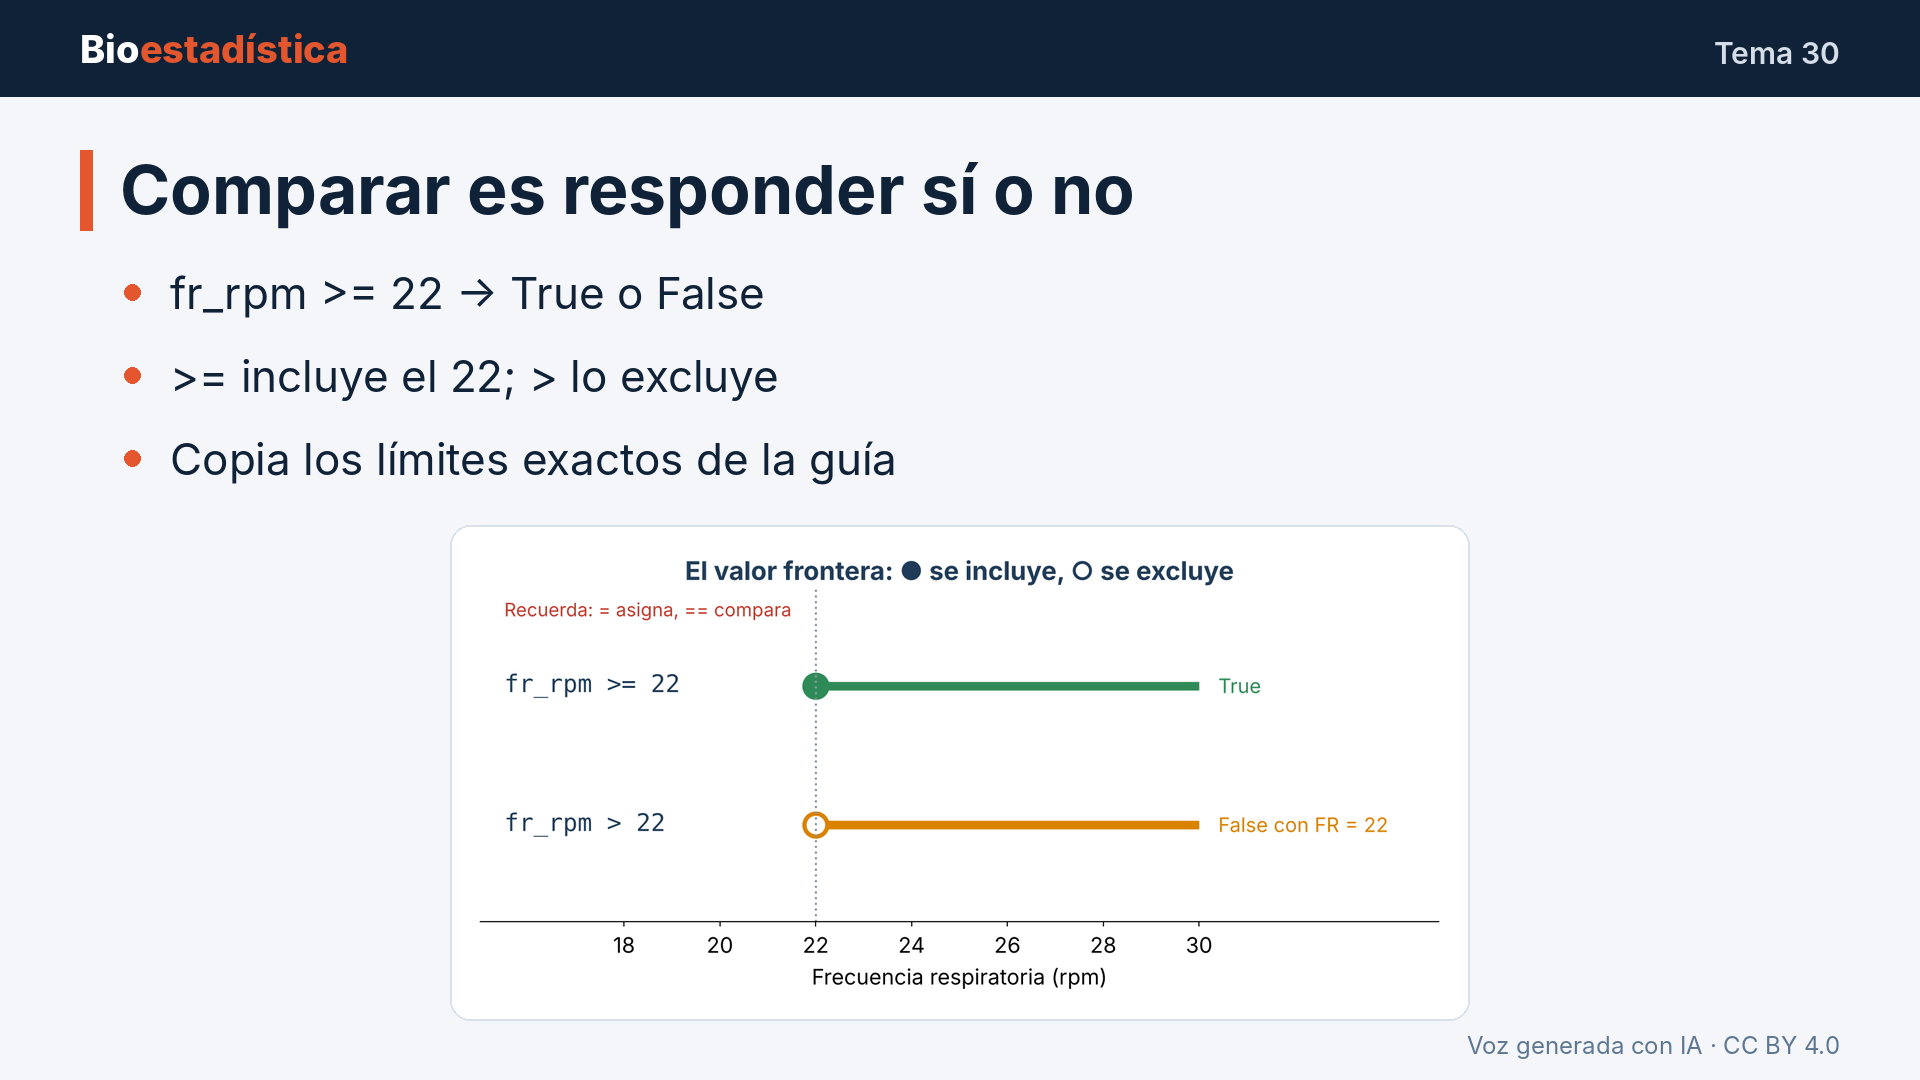 Bioestadística
Tema 30
Comparar es responder sí o no
• fr_rpm >= 22 → True o False
• >= incluye el 22; > lo excluye
• Copia los límites exactos de la guía
El valor frontera: ● se incluye, ○ se excluye
Recuerda: = asigna, == compara
fr_rpm >= 22
True
fr_rpm > 22
False con FR = 22
18 20 22 24 26 28 30
Frecuencia respiratoria (rpm)
Voz generada con IA · CC BY 4.0